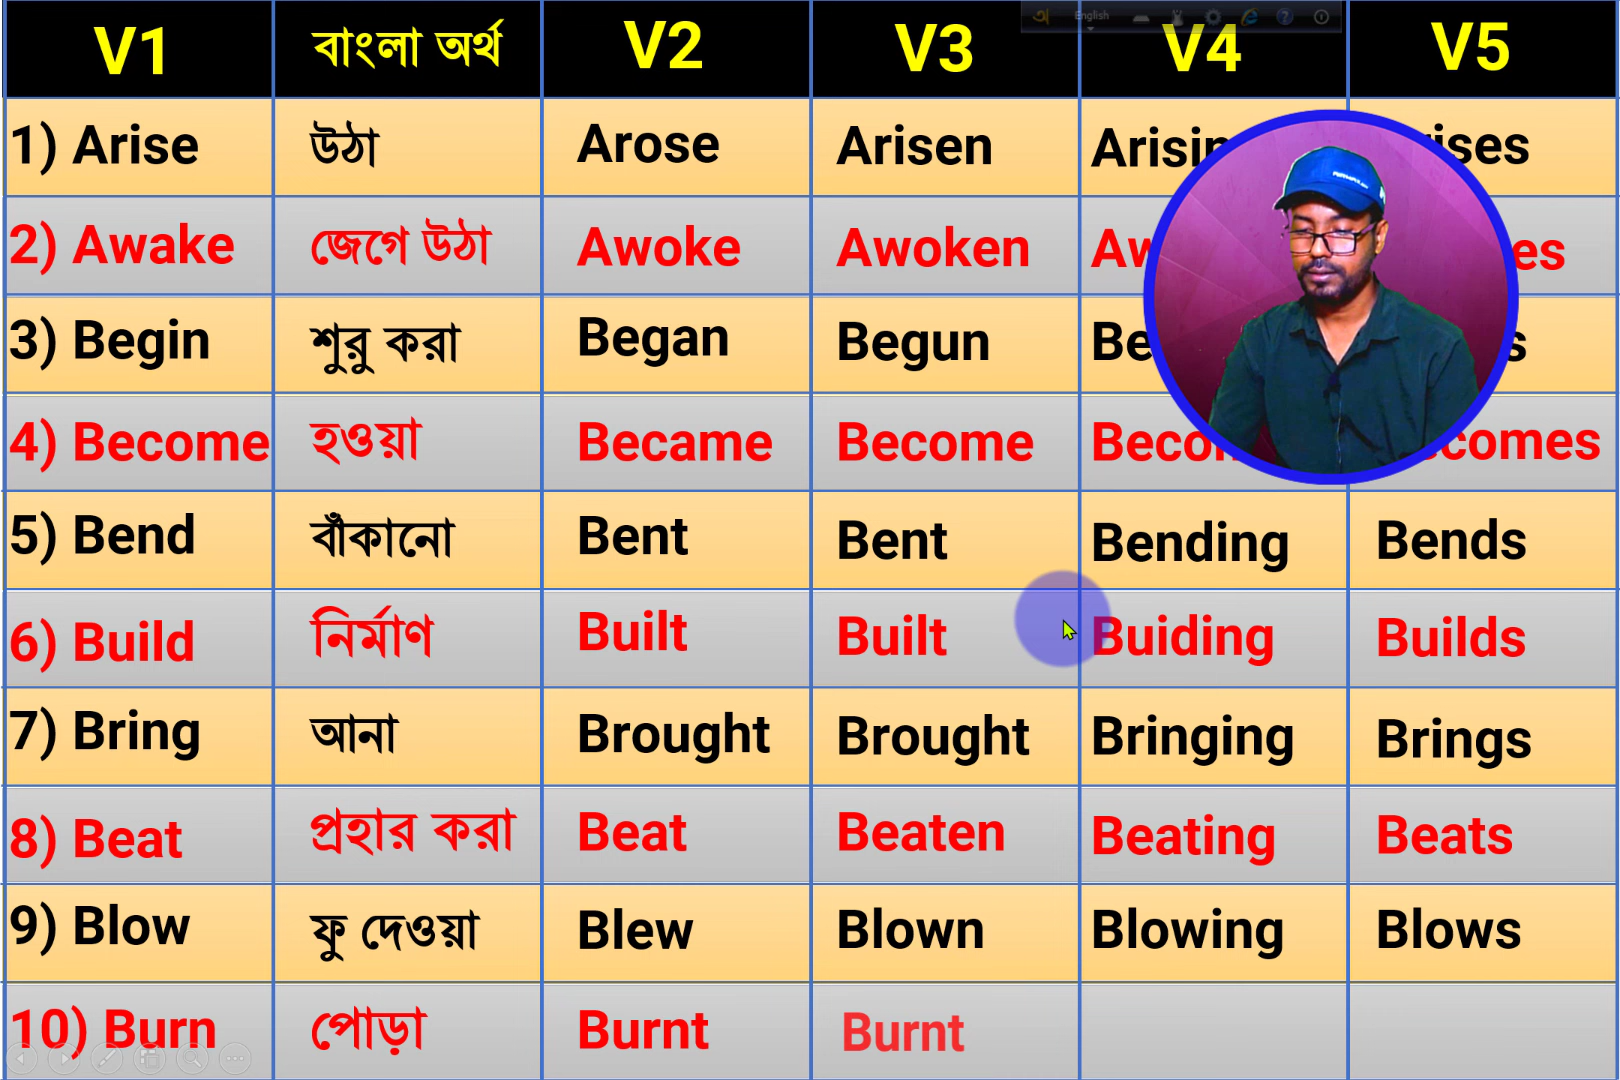 V1 বাংলা অর্থ V2 V3 V4 V5
English
1) Arise উঠা Arose Arisen
2) Awake জেগে উঠা Awoke Awoken
3) Begin শুরু করা Began Begun
4) Become হওয়া Became Become
5) Bend বাঁকানো Bent Bent Bending Bends
6) Build নির্মাণ Built Built Buiding Builds
7) Bring আনা Brought Brought Bringing Brings
8) Beat প্রহার করা Beat Beaten Beating Beats
9) Blow ফু দেওয়া Blew Blown Blowing Blows
10) Burn পোড়া Burnt Burnt